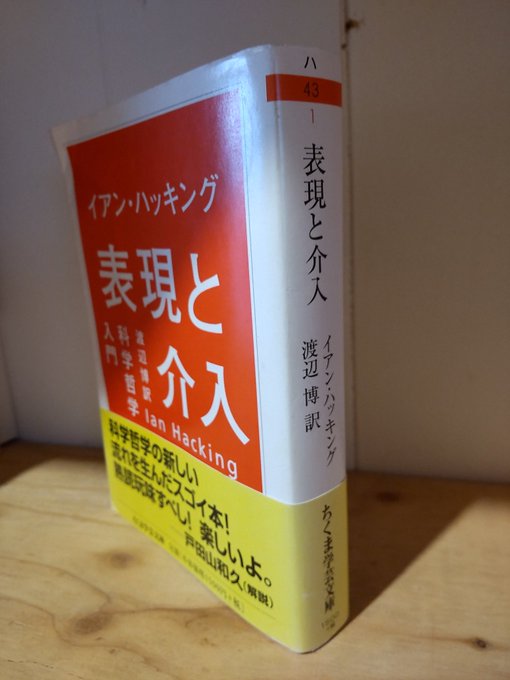 イアン・ハッキング
表現と
介入
渡辺博訳
科学哲学
入門
Ian Hacking
科学哲学の新しい
流れを生んだスゴイ本!
熟読玩味すべし! 楽しいよ。
戸田山和久(解説)
ハ
43
1
表現と介入
イアン・ハッキング
渡辺 博 訳
ちくま学芸文庫